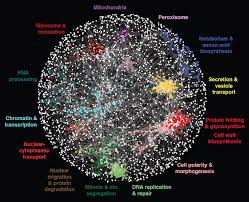 Mitochondria
Peroxisome
Ribosome &
translation
Metabolism &
amino acid
biosynthesis
RNA
processing
Secretion &
vesicle
transport
Chromatin &
transcription
Protein folding
& glycosylation
Cell wall
biosynthesis
Nuclear-
cytoplasmic
transport
Cell polarity &
morphogenesis
Nuclear
migration &
protein
degradation
Mitosis & chr.
segregation
DNA replication
& repair